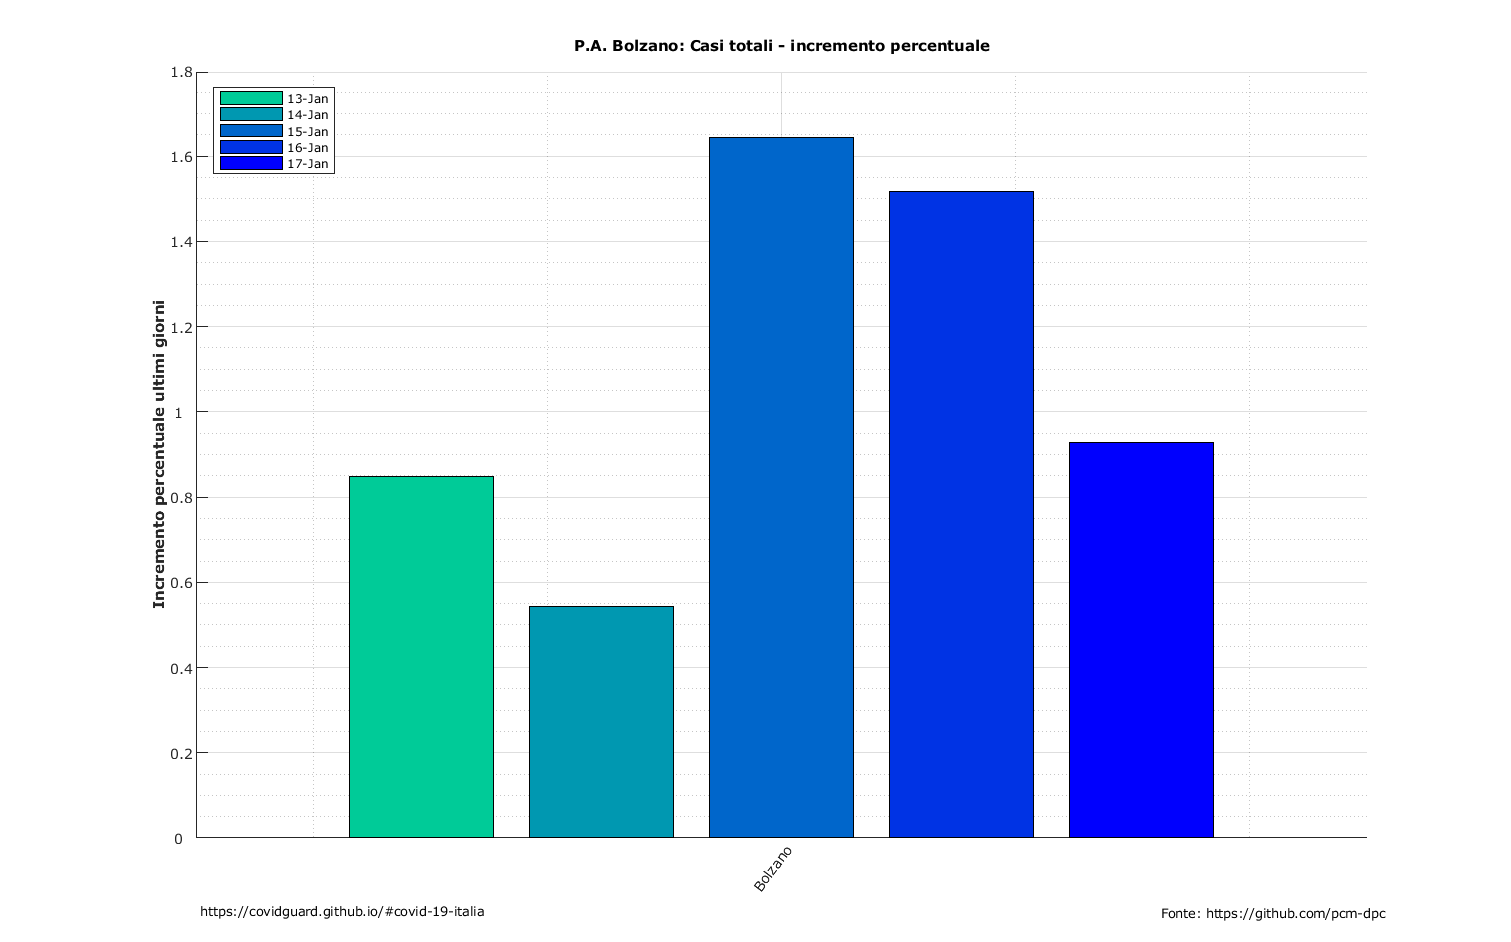 P.A. Bolzano: Casi totali - incremento percentuale
1.8
1.6
1.4
1.2
1
0.8
0.6
0.4
0.2
0
Incremento percentuale ultimi giorni
13-Jan
14-Jan
15-Jan
16-Jan
17-Jan
Bolzano
https://covidguard.github.io/#covid-19-italia
Fonte: https://github.com/pcm-dpc